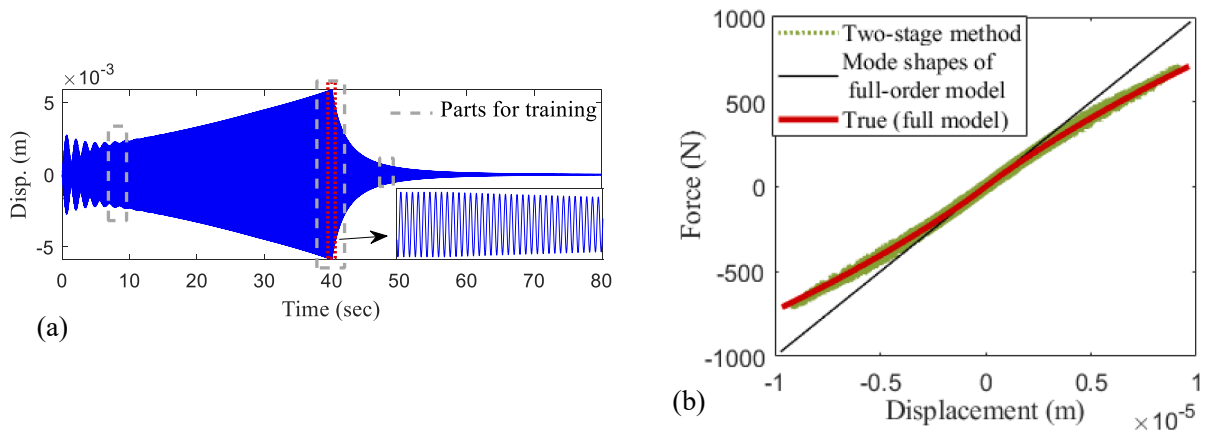 ×10⁻³
5
0
-5
Disp. (m)
Parts for training
0
10
20
30
40
50
60
70
80
Time (sec)
(a)
1000
500
0
-500
-1000
Force (N)
Two-stage method
Mode shapes of
full-order model
True (full model)
-1
-0.5
0
0.5
1
Displacement (m)
×10⁻⁵
(b)